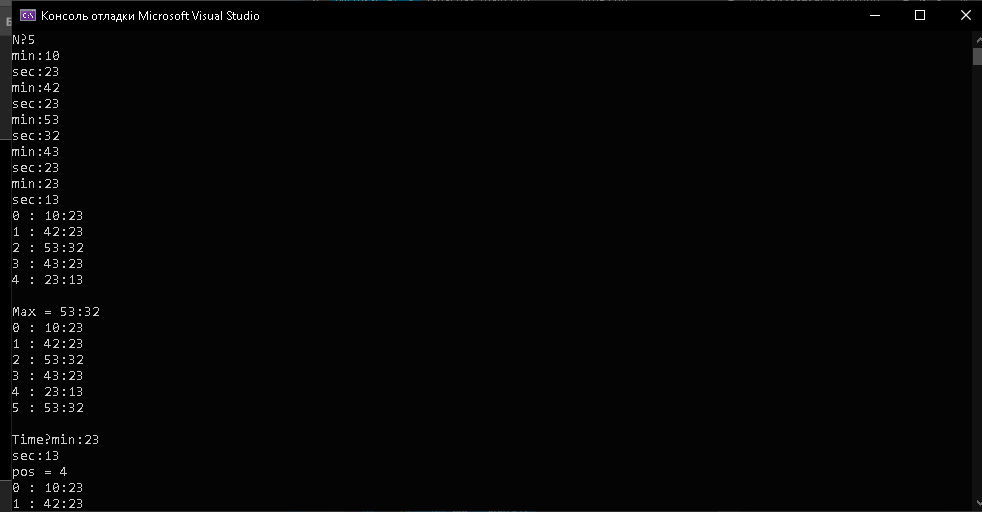 Консоль отладки Microsoft Visual Studio
N?5
min:10
sec:23
min:42
sec:23
min:53
sec:32
min:43
sec:23
min:23
sec:13
0 : 10:23
1 : 42:23
2 : 53:32
3 : 43:23
4 : 23:13
Max = 53:32
0 : 10:23
1 : 42:23
2 : 53:32
3 : 43:23
4 : 23:13
5 : 53:32
Time?min:23
sec:13
pos = 4
0 : 10:23
1 : 42:23